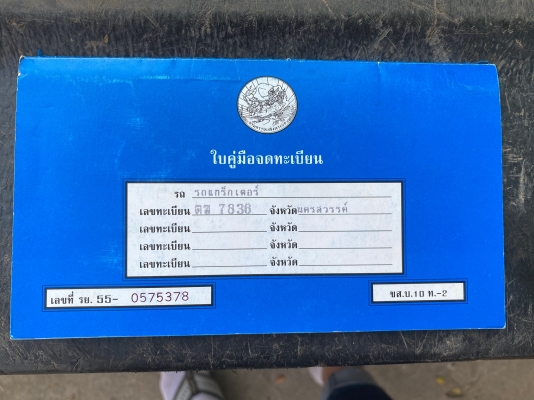 ใบคู่มือจดทะเบียน
รถ รถแทร็กเตอร์
เลขทะเบียน ตฆ 7836 จังหวัด นครสวรรค์
เลขทะเบียน จังหวัด
เลขทะเบียน จังหวัด
เลขทะเบียน จังหวัด
เลขที่ รย. 55- 0575378
ขส.บ.10 ท.-2